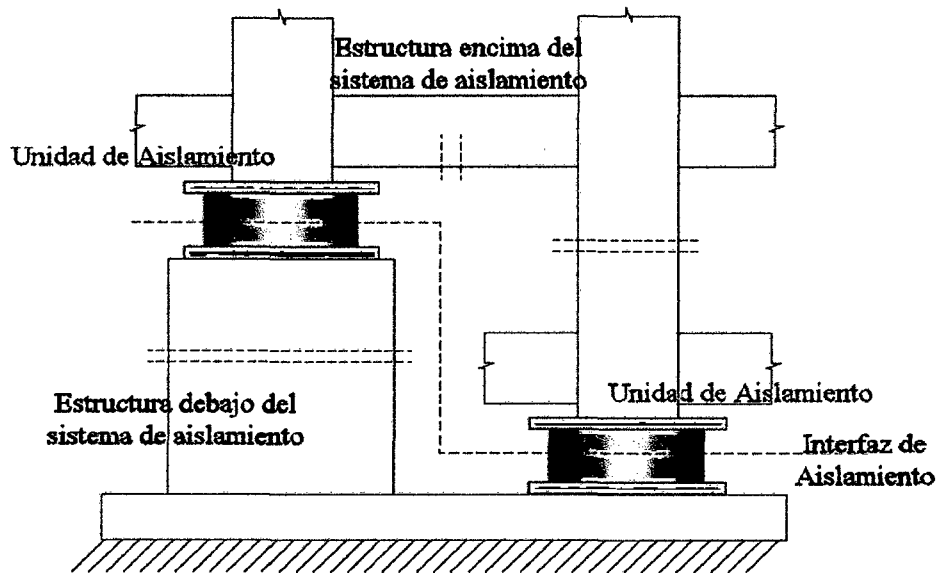 Estructura encima del
sistema de aislamiento
Unidad de Aislamiento
Estructura debajo del
sistema de aislamiento
Unidad de Aislamiento
Interfaz de
Aislamiento